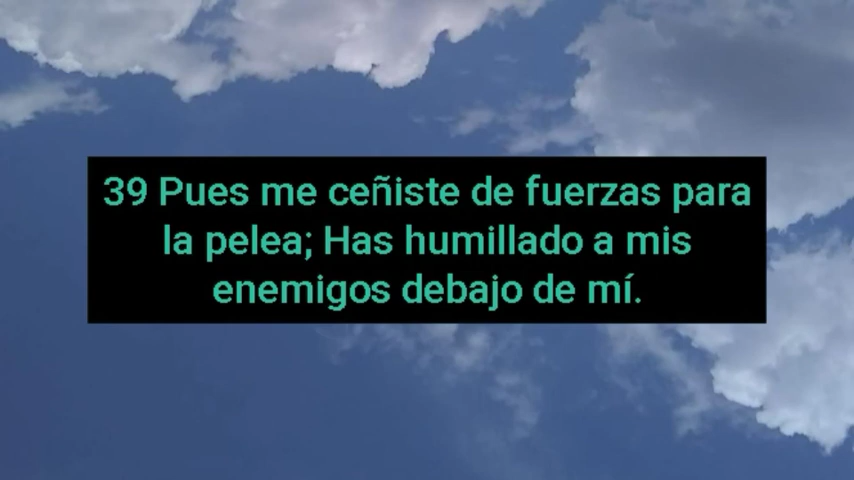 39 Pues me ceñiste de fuerzas para
la pelea; Has humillado a mis
enemigos debajo de mí.